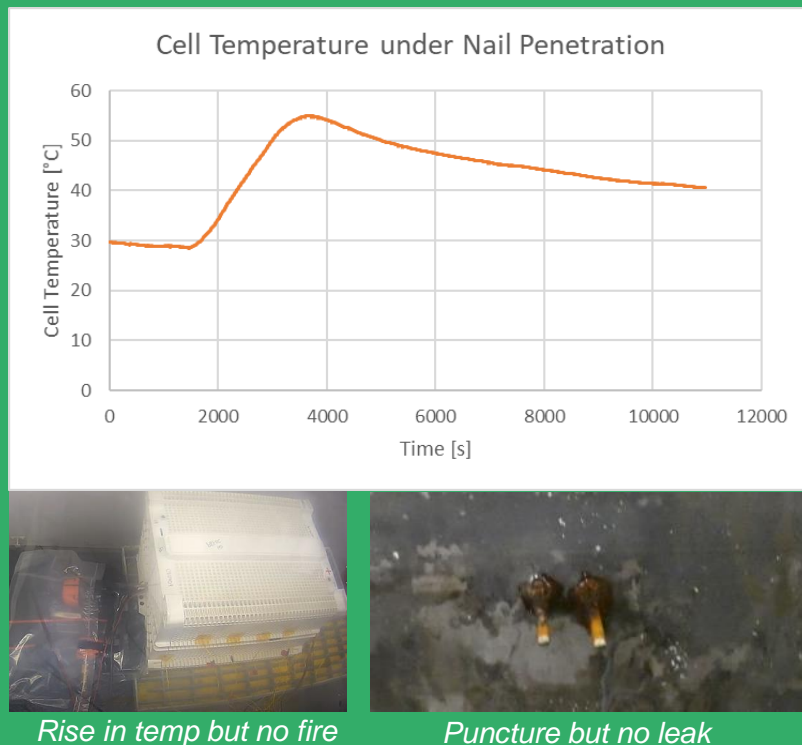 Cell Temperature under Nail Penetration
60
50
40
30
20
10
0
Cell Temperature [°C]
0 2000 4000 6000 8000 10000 12000
Time [s]
Rise in temp but no fire
Puncture but no leak